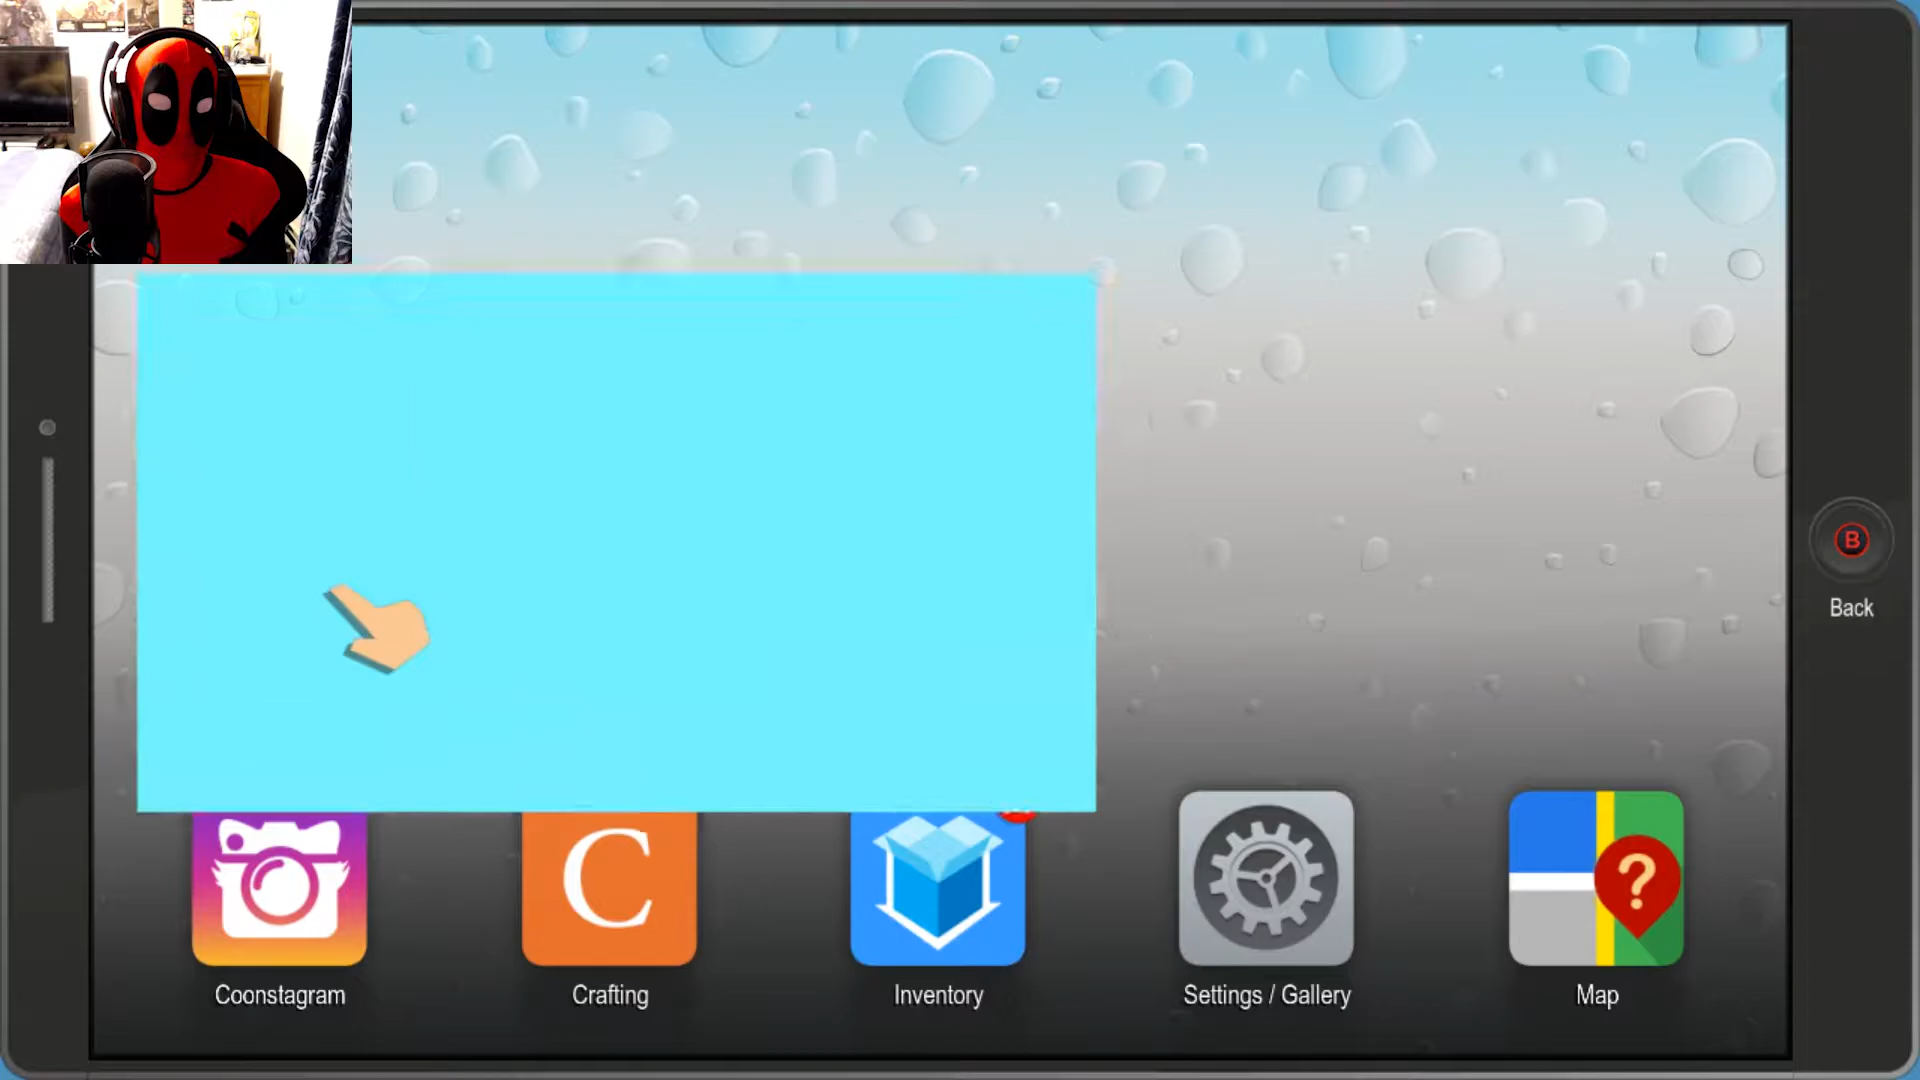 B
Back
C
?
Coonstagram
Crafting
Inventory
Settings / Gallery
Map